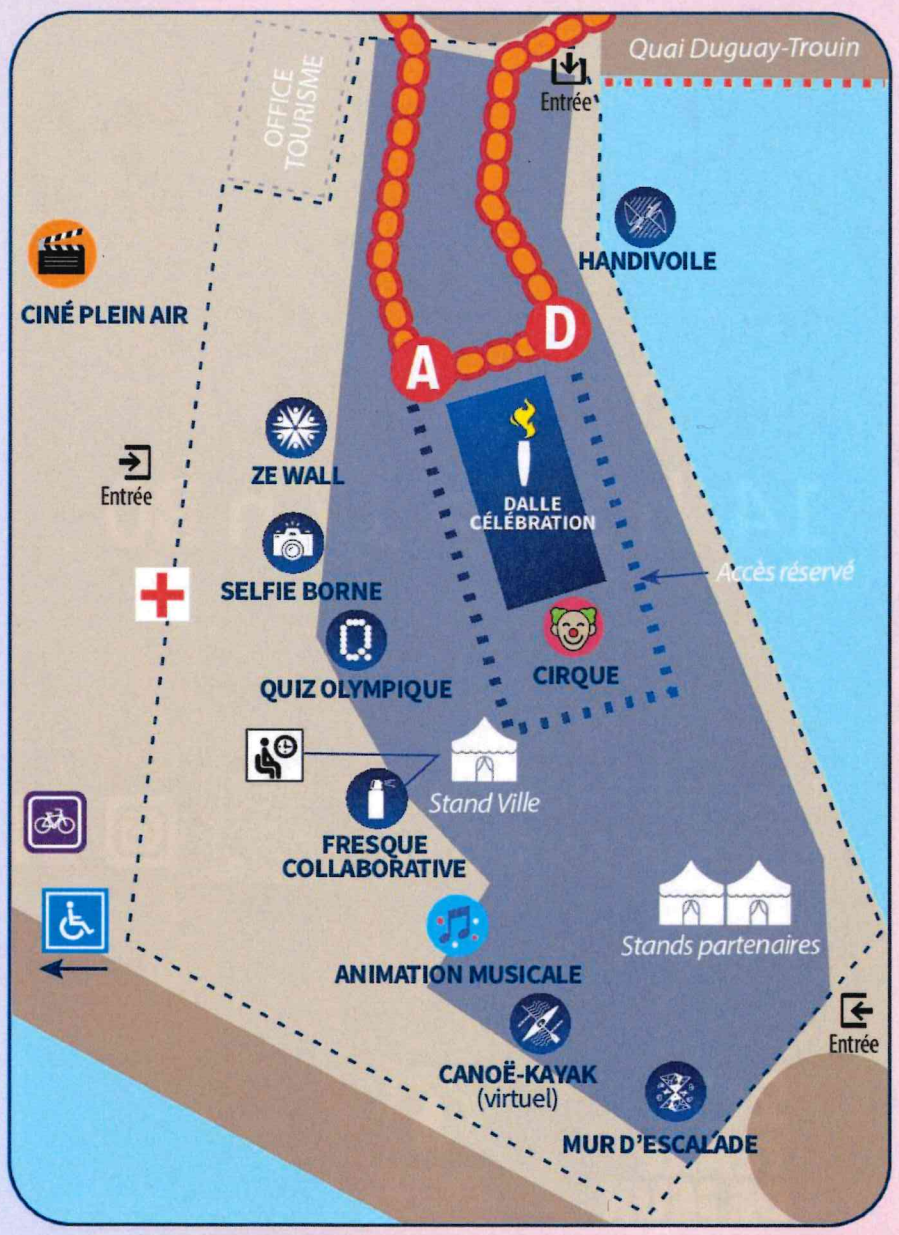 Quai Duguay-Trouin
OFFICE
TOURISME
Entrée
HANDIVOILE
CINÉ PLEIN AIR
D
A
ZE WALL
Entrée
DALLE
CÉLÉBRATION
SELFIE BORNE
Accès réservé
Q
QUIZ OLYMPIQUE
CIRQUE
Stand Ville
FRESQUE
COLLABORATIVE
Stands partenaires
ANIMATION MUSICALE
Entrée
CANOË-KAYAK
(virtuel)
MUR D'ESCALADE